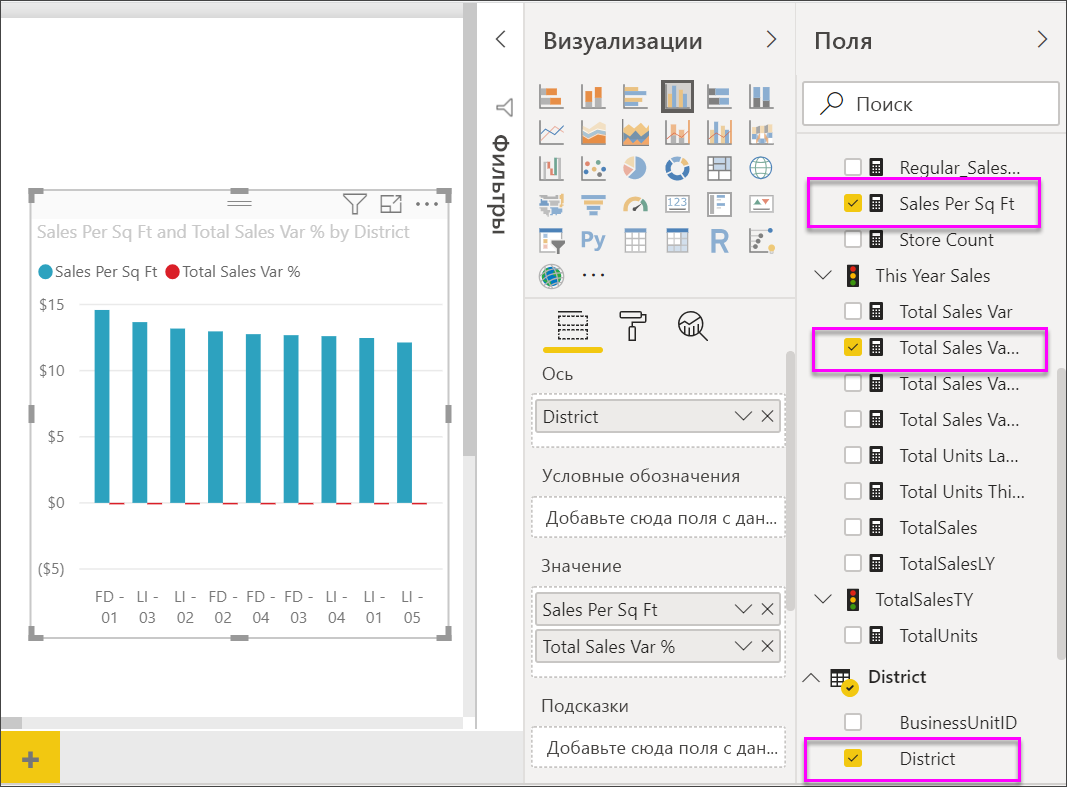 Sales Per Sq Ft and Total Sales Var % by District
Sales Per Sq Ft
Total Sales Var %
$15
$10
$5
$0
($5)
FD - 01
LI - 03
LI - 02
FD - 02
FD - 04
FD - 03
LI - 04
LI - 01
LI - 05
Фильтры
Визуализации
123
Py
R
Ось
District
Условные обозначения
Добавьте сюда поля с дан...
Значение
Sales Per Sq Ft
Total Sales Var %
Подсказки
Добавьте сюда поля с дан...
Поля
Поиск
Regular_Sales...
Sales Per Sq Ft
Store Count
This Year Sales
Total Sales Var
Total Sales Va...
Total Sales Va...
Total Sales Va...
Total Units La...
Total Units Thi...
TotalSales
TotalSalesLY
TotalSalesTY
TotalUnits
District
BusinessUnitID
District